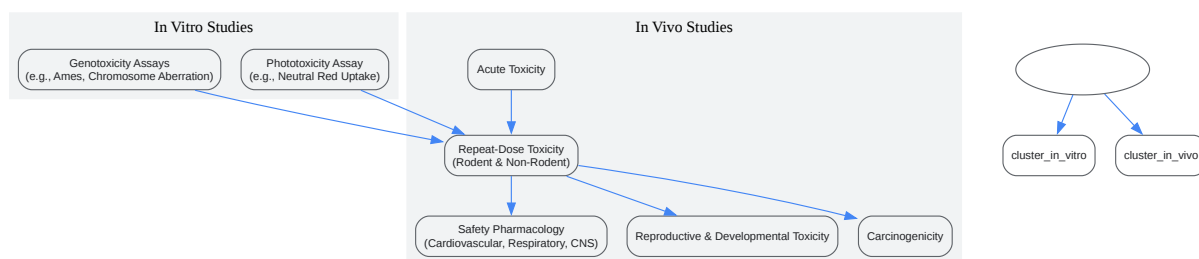 In Vitro Studies
In Vivo Studies
Genotoxicity Assays
(e.g., Ames, Chromosome Aberration)
Phototoxicity Assay
(e.g., Neutral Red Uptake)
Acute Toxicity
Repeat-Dose Toxicity
(Rodent & Non-Rodent)
cluster_in_vitro
cluster_in_vivo
Safety Pharmacology
(Cardiovascular, Respiratory, CNS)
Reproductive & Developmental Toxicity
Carcinogenicity